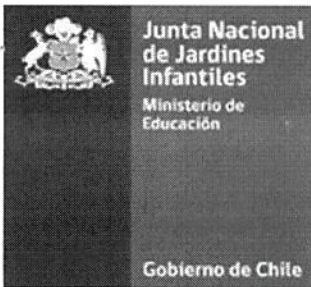 Junta Nacional
de Jardines
Infantiles
Ministerio de
Educación
Gobierno de Chile